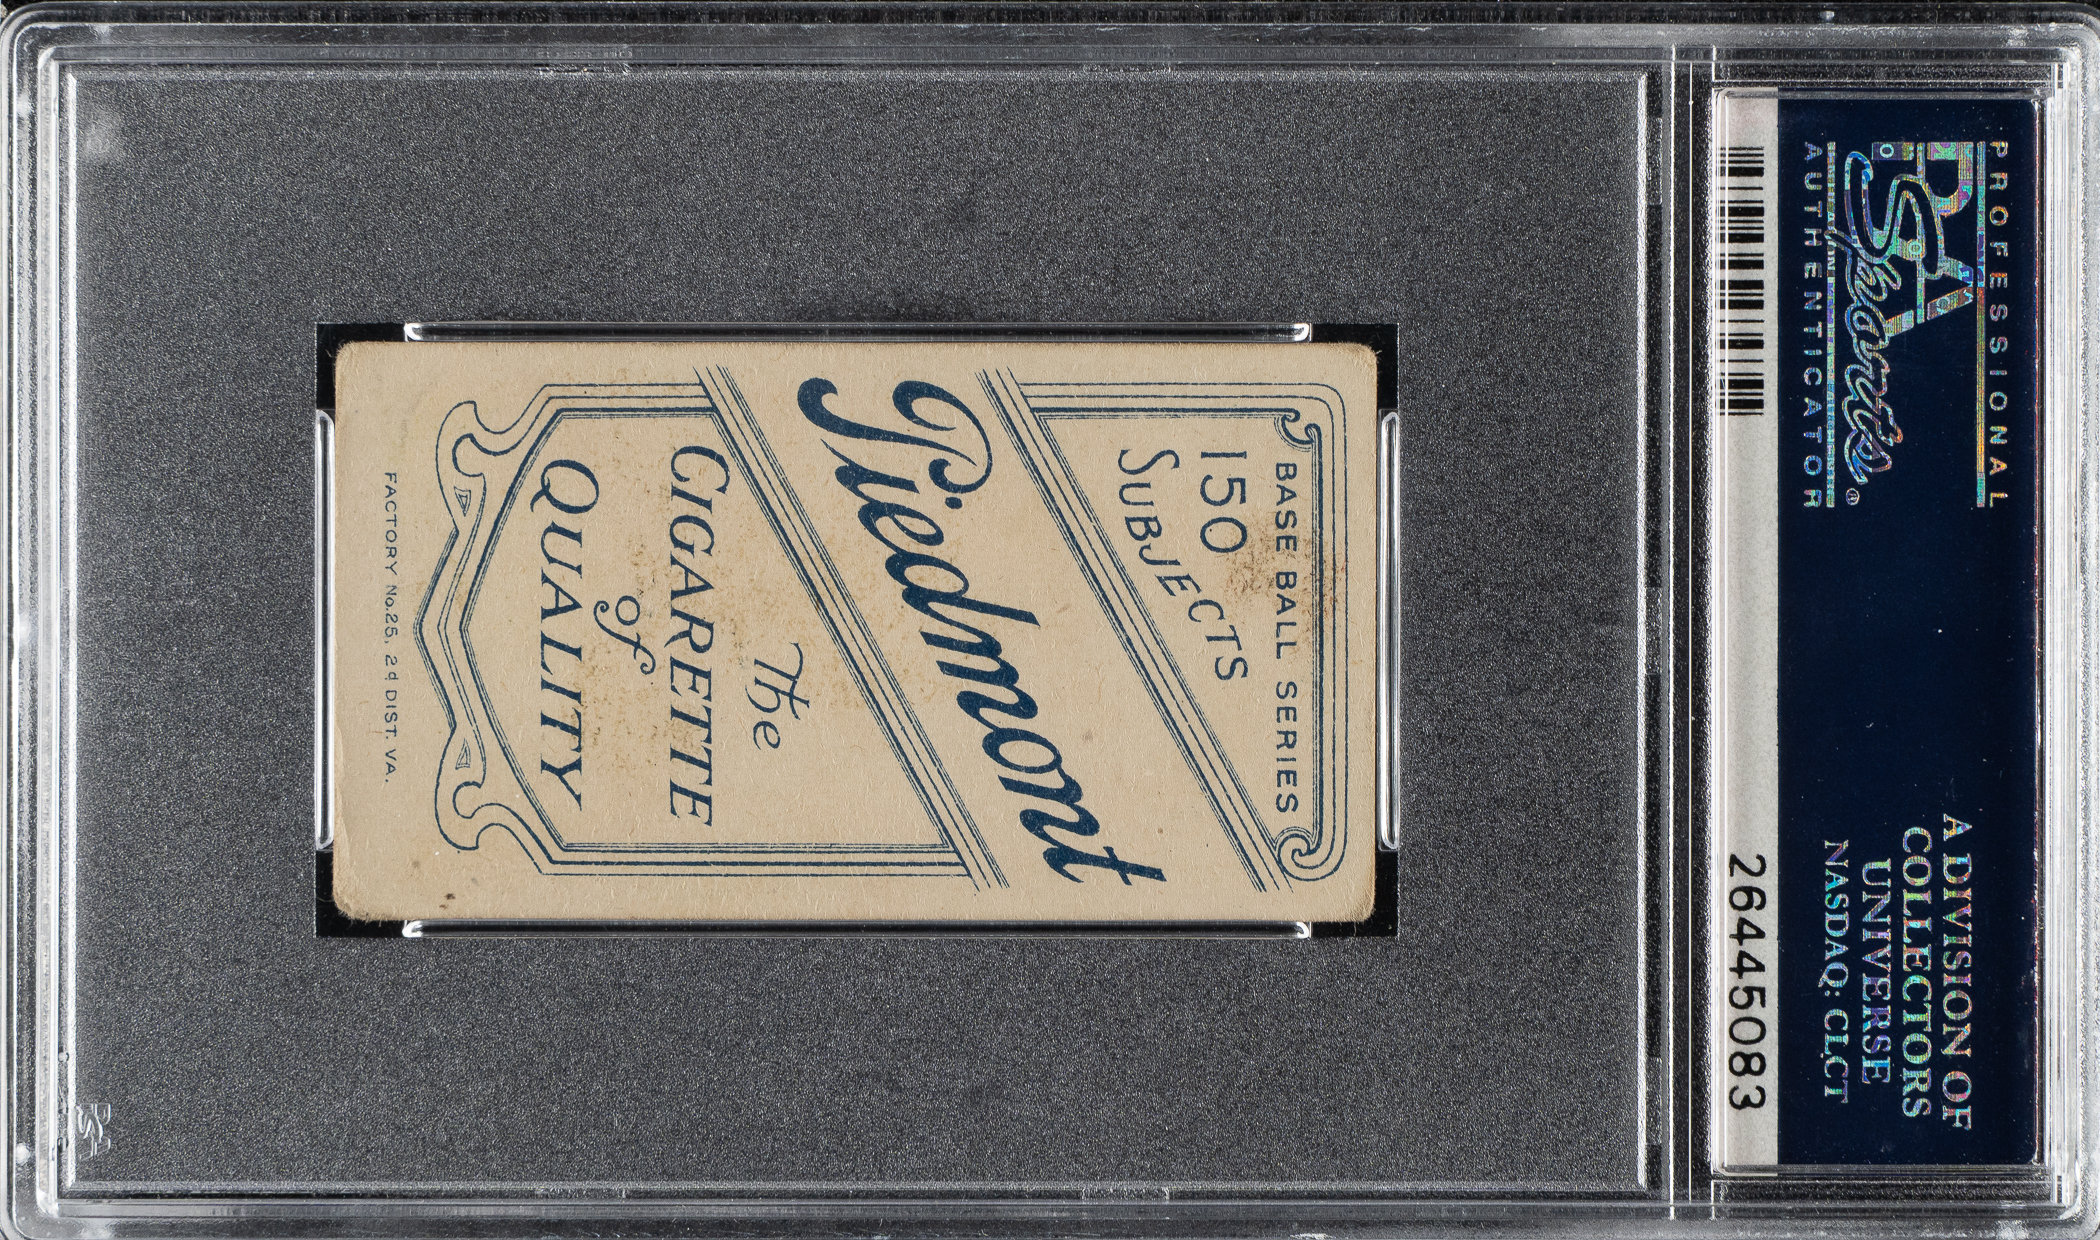 PROFESSIONAL
PSA
Sports®
AUTHENTICATOR
A DIVISION OF
COLLECTORS
UNIVERSE
NASDAQ: CLCT
26445083
BASE BALL SERIES
150
SUBJECTS
Piedmont
The
CIGARETTE
of
QUALITY
FACTORY No. 25, 2d DIST. VA.
PSA